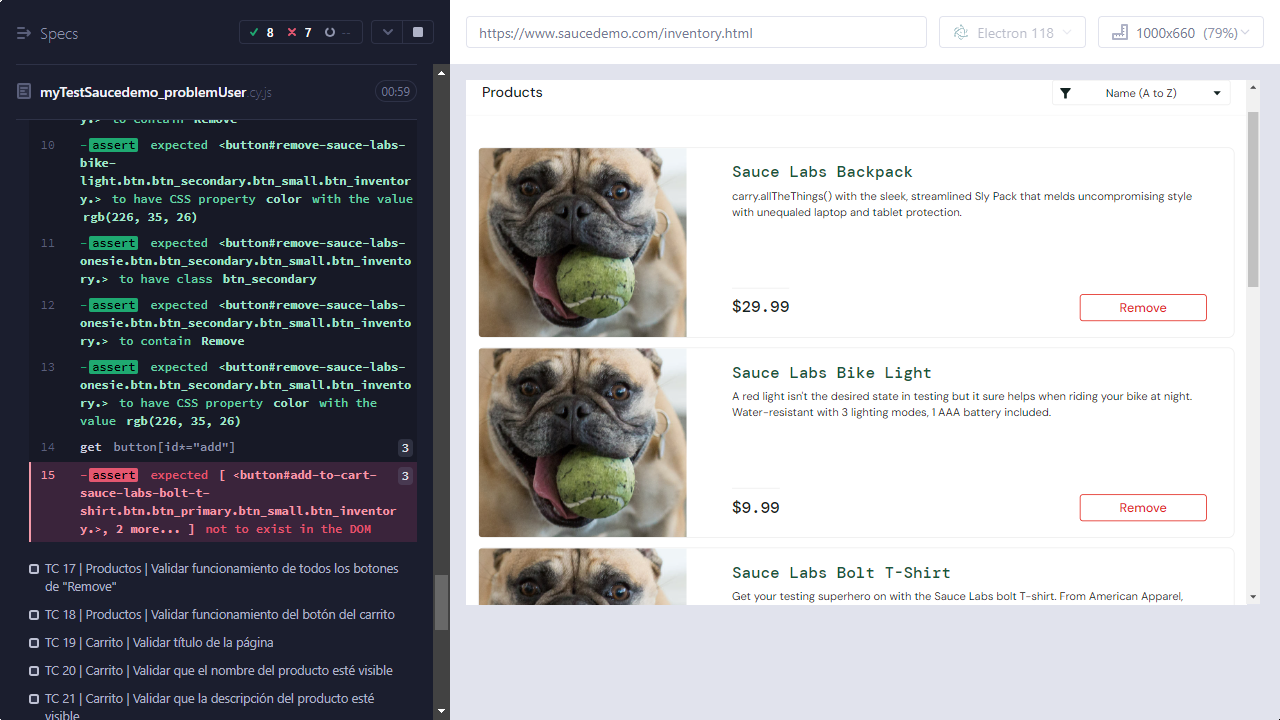 Specs
8
7
--
https://www.saucedemo.com/inventory.html
Electron 118
1000x660 (79%)
myTestSaucedemo_problemUser.cy.js
00:59
y.> to contain Remove
10 -assert expected <button#remove-sauce-labs-
bike-
light.btn.btn_secondary.btn_small.btn_inventor
y.> to have CSS property color with the value
rgb(226, 35, 26)
11 -assert expected <button#remove-sauce-labs-
onesie.btn.btn_secondary.btn_small.btn_invento
ry.> to have class btn_secondary
12 -assert expected <button#remove-sauce-labs-
onesie.btn.btn_secondary.btn_small.btn_invento
ry.> to contain Remove
13 -assert expected <button#remove-sauce-labs-
onesie.btn.btn_secondary.btn_small.btn_invento
ry.> to have CSS property color with the
value rgb(226, 35, 26)
14 get button[id*="add"] 3
15 -assert expected [ <button#add-to-cart- 3
sauce-labs-bolt-t-
shirt.btn.btn_primary.btn_small.btn_inventor
y.>, 2 more... ] not to exist in the DOM
TC 17 | Productos | Validar funcionamiento de todos los botones
de "Remove"
TC 18 | Productos | Validar funcionamiento del botón del carrito
TC 19 | Carrito | Validar título de la página
TC 20 | Carrito | Validar que el nombre del producto esté visible
TC 21 | Carrito | Validar que la descripción del producto esté
visible
Products
Name (A to Z)
Sauce Labs Backpack
carry.allTheThings() with the sleek, streamlined Sly Pack that melds uncompromising style
with unequaled laptop and tablet protection.
$29.99
Remove
Sauce Labs Bike Light
A red light isn't the desired state in testing but it sure helps when riding your bike at night.
Water-resistant with 3 lighting modes, 1 AAA battery included.
$9.99
Remove
Sauce Labs Bolt T-Shirt
Get your testing superhero on with the Sauce Labs bolt T-shirt. From American Apparel,